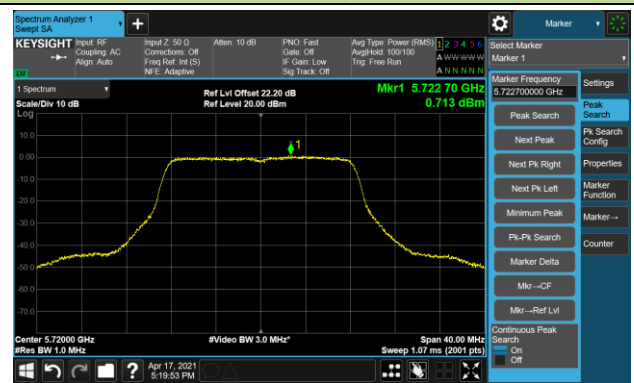 Spectrum Analyzer 1
Swept SA
Marker
KEYSIGHT
Input: RF
Coupling: AC
Align: Auto
Input Z: 50 Ω
Corrections: Off
Freq Ref: Int (S)
NFE: Adaptive
Atten: 10 dB
PNO: Fast
Gate: Off
IF Gain: Low
Sig Track: Off
Avg Type: Power (RMS)
Avg|Hold: 100/100
Trig: Free Run
1 2 3 4 5 6
A W W W W W
A N N N N N
LXI
Select Marker
Marker 1
1 Spectrum
Scale/Div 10 dB
Log
Ref Lvl Offset 22.20 dB
Ref Level 20.00 dBm
Mkr1 5.722 70 GHz
0.713 dBm
10.0
0.00
-10.0
-20.0
-30.0
-40.0
-50.0
-60.0
-70.0
1
Center 5.72000 GHz
#Res BW 1.0 MHz
#Video BW 3.0 MHz*
Span 40.00 MHz
Sweep 1.07 ms (2001 pts)
Marker Frequency
5.722700000 GHz
Peak Search
Next Peak
Next Pk Right
Next Pk Left
Minimum Peak
Pk-Pk Search
Marker Delta
Mkr→CF
Mkr→Ref Lvl
Continuous Peak
Search
On
Off
Settings
Peak
Search
Pk Search
Config
Properties
Marker
Function
Marker→
Counter
?
Apr 17, 2021
5:19:53 PM